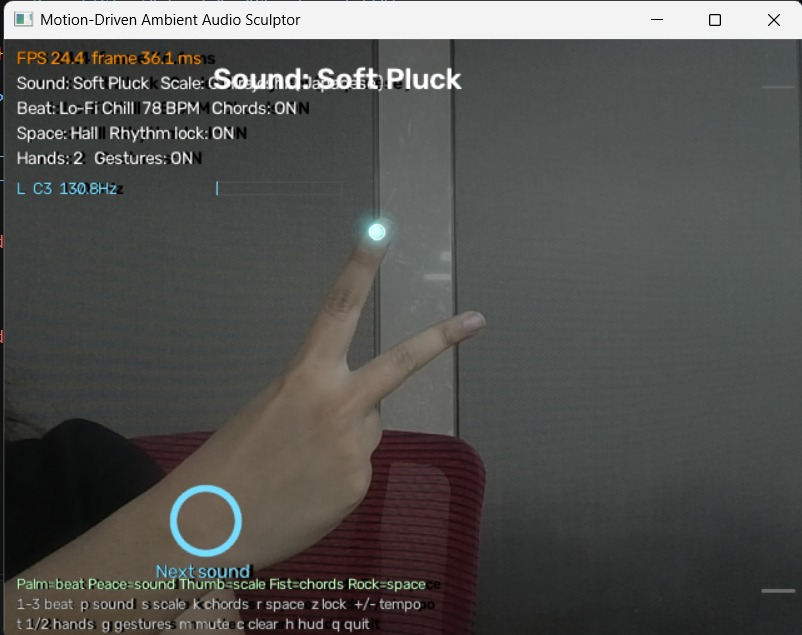 Motion-Driven Ambient Audio Sculptor
FPS 24.4 frame 36.1 ms
Sound: Soft Pluck Scale:
Sound: Soft Pluck
Beat: Lo-Fi Chill 78 BPM Chords: ON
Space: Hall Rhythm lock: ON
Hands: 2 Gestures: ON
L C3 130.8Hz
Next sound
Palm=beat Peace=sound Thumb=scale Fist=chords Rock=space
1-3 beat p sound s scale k chords r space z lock +/- tempo
t 1/2 hands g gestures m mute c clear h hud q quit